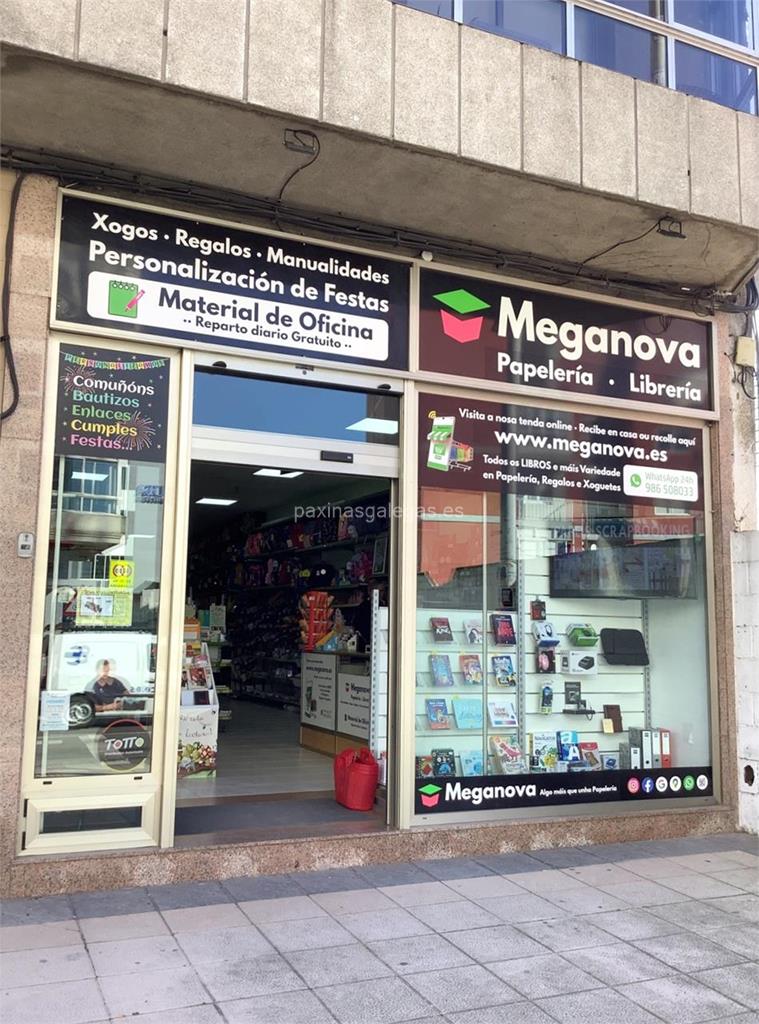 Xogos · Regalos · Manualidades
Personalización de Festas
Material de Oficina
·· Reparto diario Gratuito ··
Meganova
Papelería · Librería
Comuñóns
Bautizos
Enlaces
Cumples
Festas...
Visita a nosa tenda online · Recibe en casa ou recolle aquí
www.meganova.es
Todos os LIBROS e máis Variedade
en Papelería, Regalos e Xoguetes
WhatsApp 24h
986 508033
paxinasgalegas.es
SCRAPBOOKING
TOTTO
Meganova Algo máis que unha Papelería